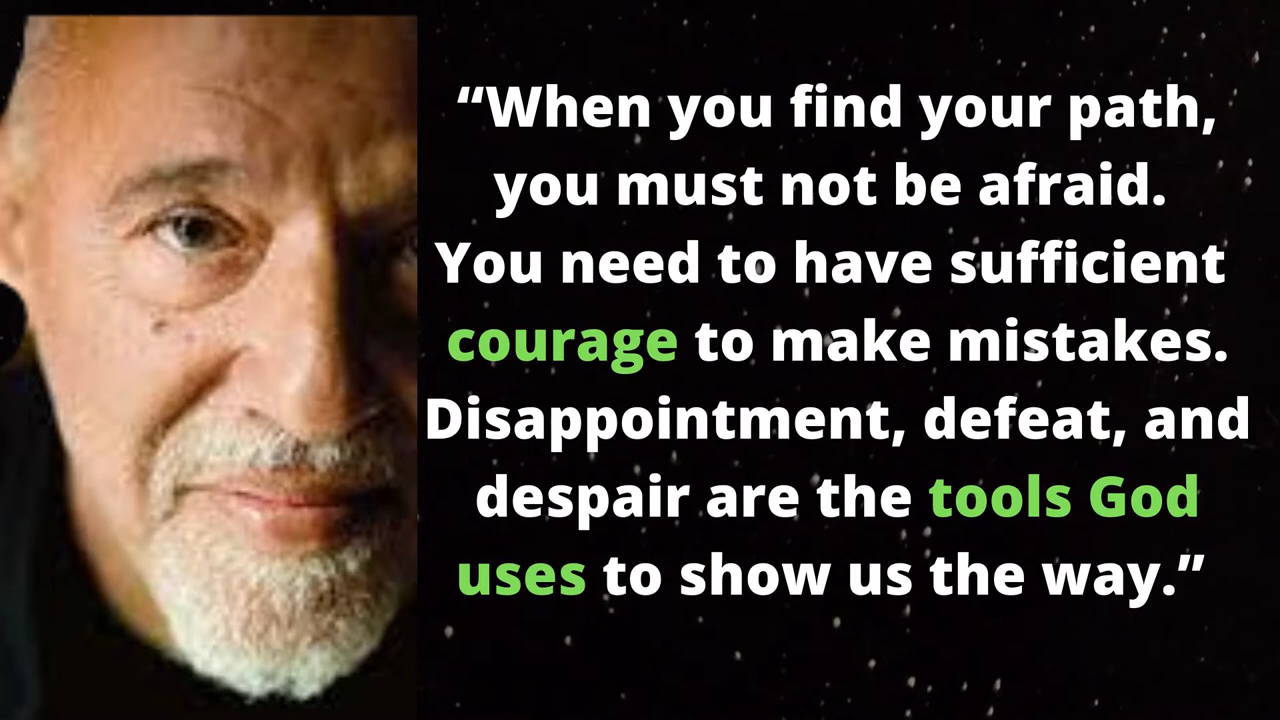 “When you find your path,
you must not be afraid.
You need to have sufficient
courage to make mistakes.
Disappointment, defeat, and
despair are the tools God
uses to show us the way.”